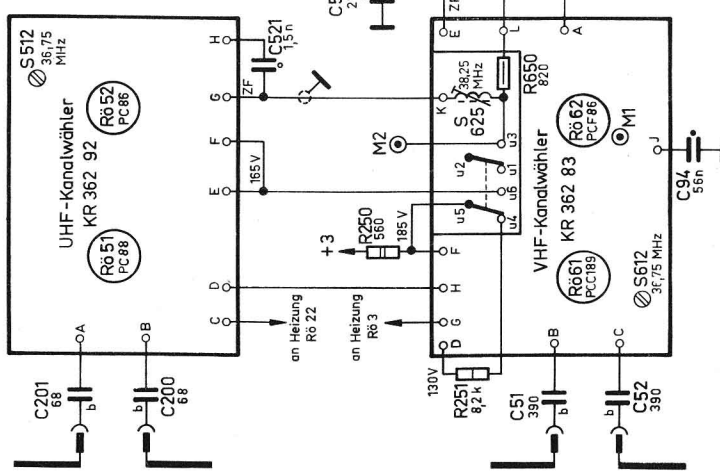 S512
36,75
MHz
Rö52
PC86
UHF-Kanalwähler
KR 362 92
Rö51
PC88
H
G
F
E
D
C
A
B
C201
68
b
C200
68
b
C521
1,5n
ZF
165V
an Heizung
Rö 22
an Heizung
Rö 3
+3
R250
560
185V
M2
130V
R251
8,2 k
E
L
A
K
38,25
MHz
S
625
R650
820
u3
u2
u1
u6
u5
u4
F
H
G
D
Rö62
PCF86
M1
VHF-Kanalwähler
KR 362 83
Rö61
PCC189
S612
36,75 MHz
J
C94
56n
B
C
C51
390
b
C52
390
b